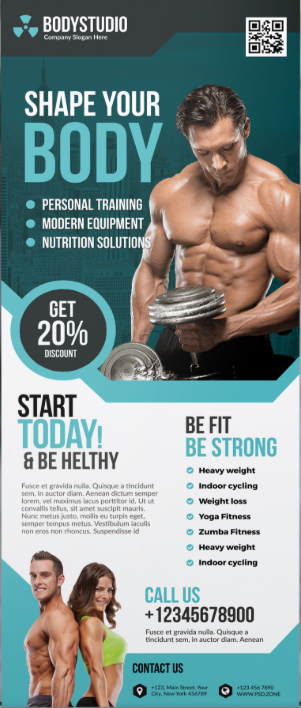 BODYSTUDIO
Company Slogan Here
SHAPE YOUR
BODY
PERSONAL TRAINING
MODERN EQUIPMENT
NUTRITION SOLUTIONS
GET
20%
DISCOUNT
START
TODAY!
& BE HELTHY
Fusce et gravida nulla. Quisque a tincidunt
sem, in auctor diam. Aenean dictum semper
lorem, vel maximus lacus porttitor id. Ut ut
convallis tellus, sit amet suscipit mauris.
Nunc metus justo, mollis eu turpis eget,
semper tempus metus. Vestibulum iaculis
non eros non rhoncus. Suspendisse id
BE FIT
BE STRONG
Heavy weight
Indoor cycling
Weight loss
Yoga Fitness
Zumba Fitness
Heavy weight
Indoor cycling
CALL US
+12345678900
Fusce et gravida nulla. Quisque a
tincidunt sem, in auctor diam, Aenean
CONTACT US
+123, Main Street, Your
City, New York 456789
+123 456 7890
WWW.PSD.ZONE